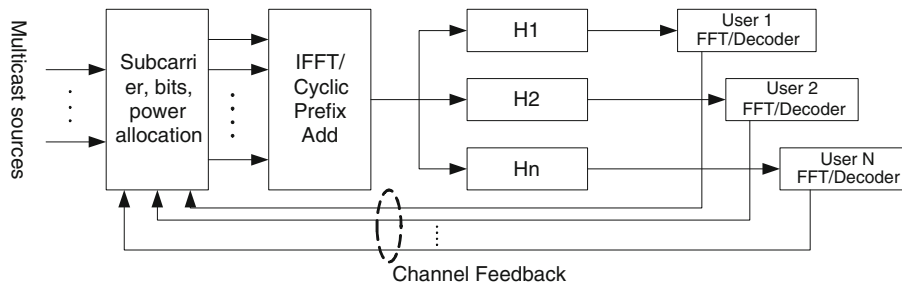 Multicast sources
Subcarri
er, bits,
power
allocation
IFFT/
Cyclic
Prefix
Add
H1
H2
Hn
User 1
FFT/Decoder
User 2
FFT/Decoder
User N
FFT/Decoder
Channel Feedback